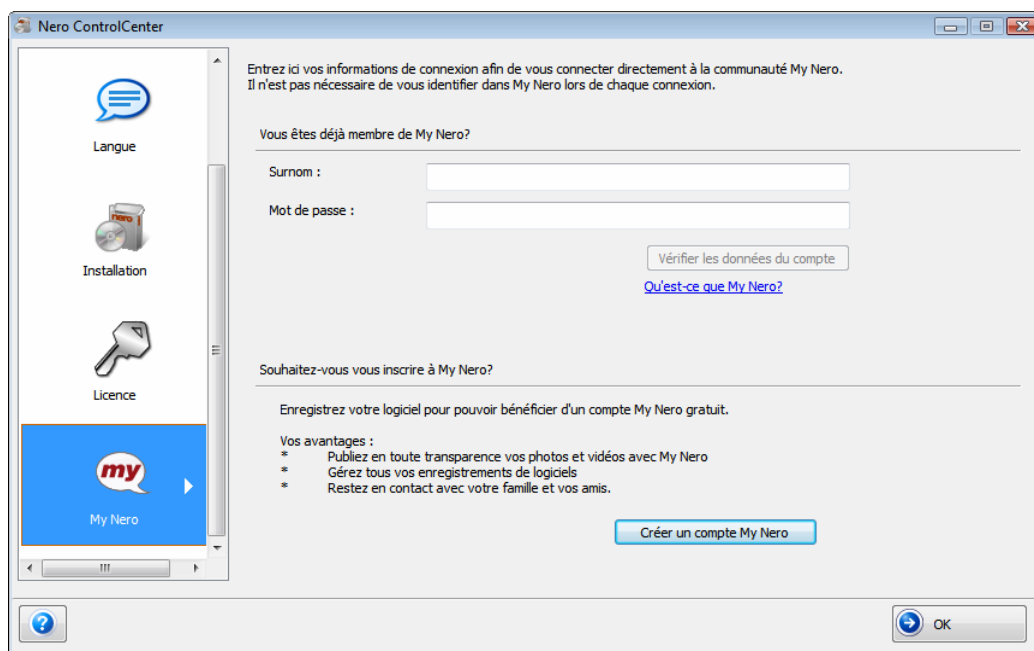 Nero ControlCenter
Langue
nero
Installation
Licence
my
My Nero
Entrez ici vos informations de connexion afin de vous connecter directement à la communauté My Nero.
Il n'est pas nécessaire de vous identifier dans My Nero lors de chaque connexion.
Vous êtes déjà membre de My Nero?
Surnom :
Mot de passe :
Vérifier les données du compte
Qu'est-ce que My Nero?
Souhaitez-vous vous inscrire à My Nero?
Enregistrez votre logiciel pour pouvoir bénéficier d'un compte My Nero gratuit.
Vos avantages :
* Publiez en toute transparence vos photos et vidéos avec My Nero
* Gérez tous vos enregistrements de logiciels
* Restez en contact avec votre famille et vos amis.
Créer un compte My Nero
?
OK